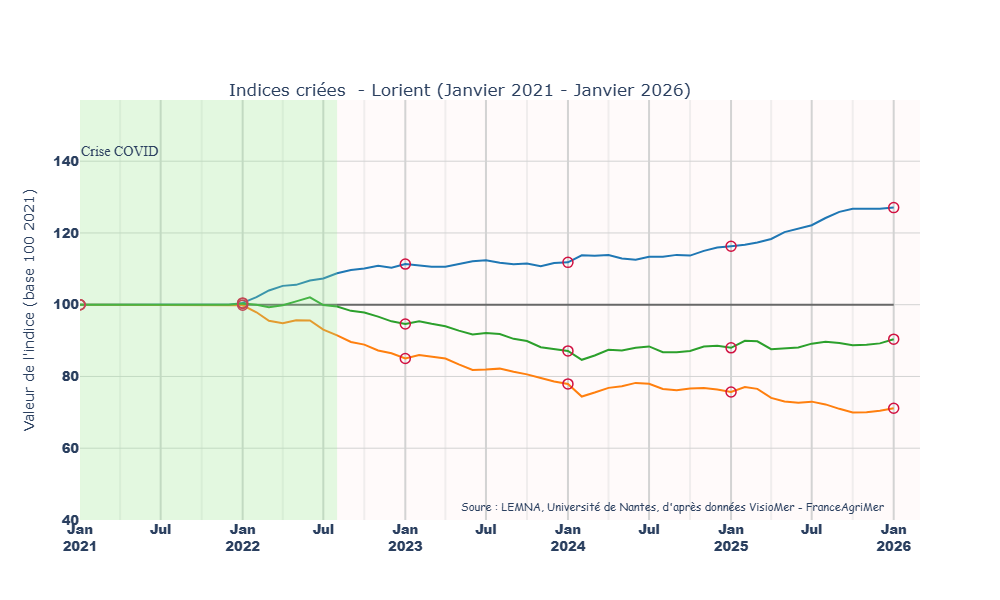 Indices criées  - Lorient (Janvier 2021 - Janvier 2026)
Crise COVID
Valeur de l'indice (base 100 2021)
140
120
100
80
60
40
Soure : LEMNA, Université de Nantes, d'après données VisioMer - FranceAgriMer
Jan Jul Jan Jul Jan Jul Jan Jul Jan Jul Jan
2021 2022 2023 2024 2025 2026